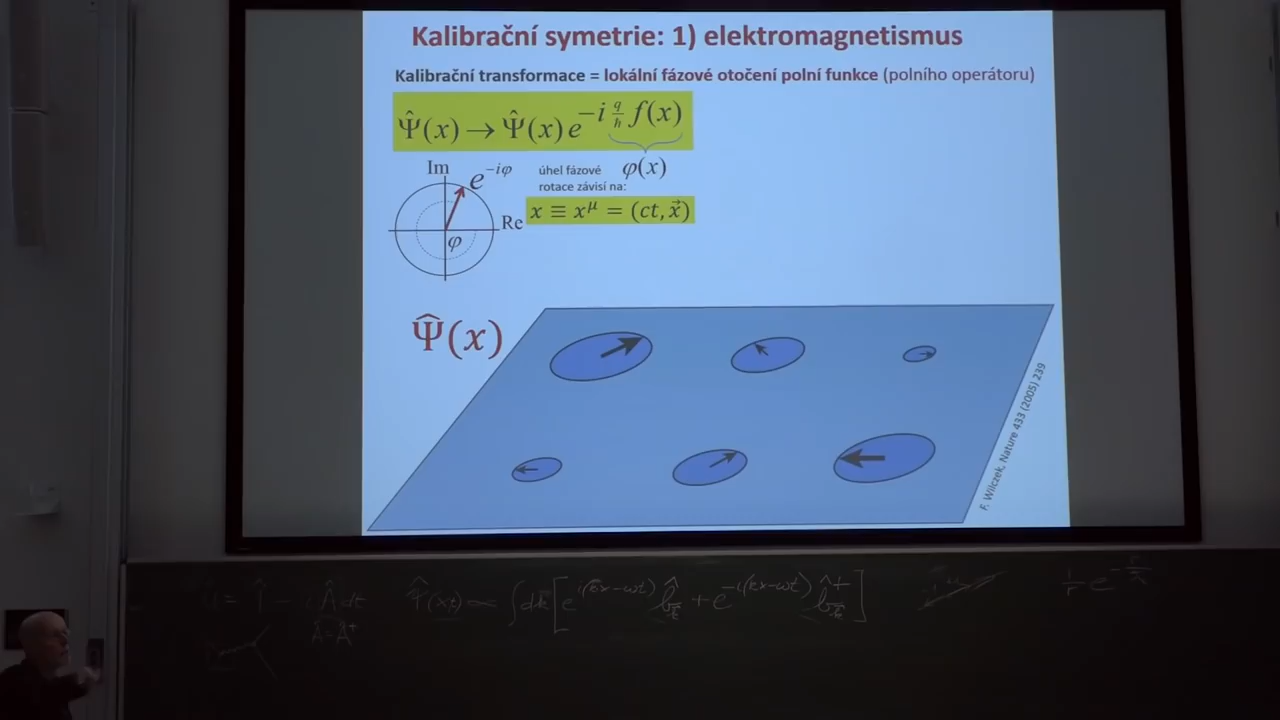 Kalibrační symetrie: 1) elektromagnetismus
Kalibrační transformace = lokální fázové otočení polní funkce (polního operátoru)
Ψ̂(x) → Ψ̂(x) e^{-i q/ħ f(x)}
Im
e^{-iφ}
úhel fázové
φ(x)
rotace závisí na:
x ≡ x^μ = (ct, x⃗)
Re
φ
Ψ̂(x)
F. Wilczek, Nature 433 (2005) 239